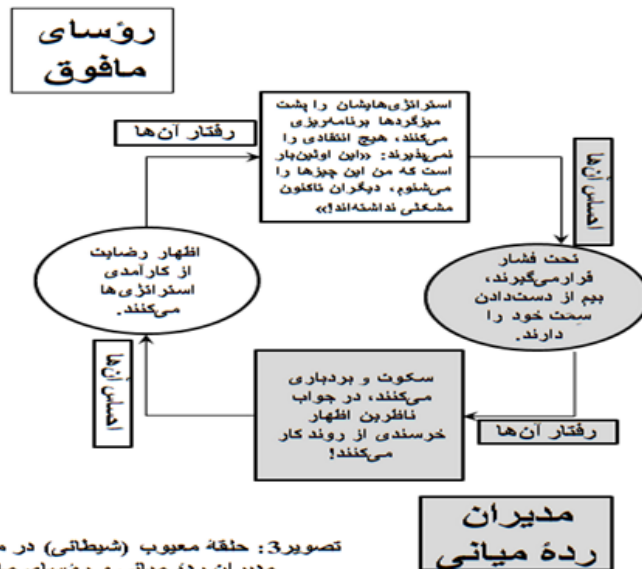 رؤسای
مافوق
استراتژی‌هایشان را پشت
میزگردها برنامه‌ریزی
می‌کنند، هیچ انتقادی را
نمی‌پذیرند: «این اولین‌بار
است که من این چیزها را
می‌شنوم، دیگران تاکنون
مشکلی نداشته‌اند!»
رفتار آن‌ها
احساس آن‌ها
تحت فشار
قرارمی‌گیرند،
بیم از دست‌دادن
سِمَت خود را
دارند.
رفتار آن‌ها
سکوت و بردباری
می‌کنند، در جواب
ناظرین اظهار
خرسندی از روند کار
می‌کنند!
احساس آن‌ها
اظهار رضایت
از کارآمدی
استراتژی‌ها
می‌کنند.
مدیران
ردهٔ میانی
تصویر3: حلقهٔ معیوب (شیطانی) در
مدیران ردهٔ میانی و